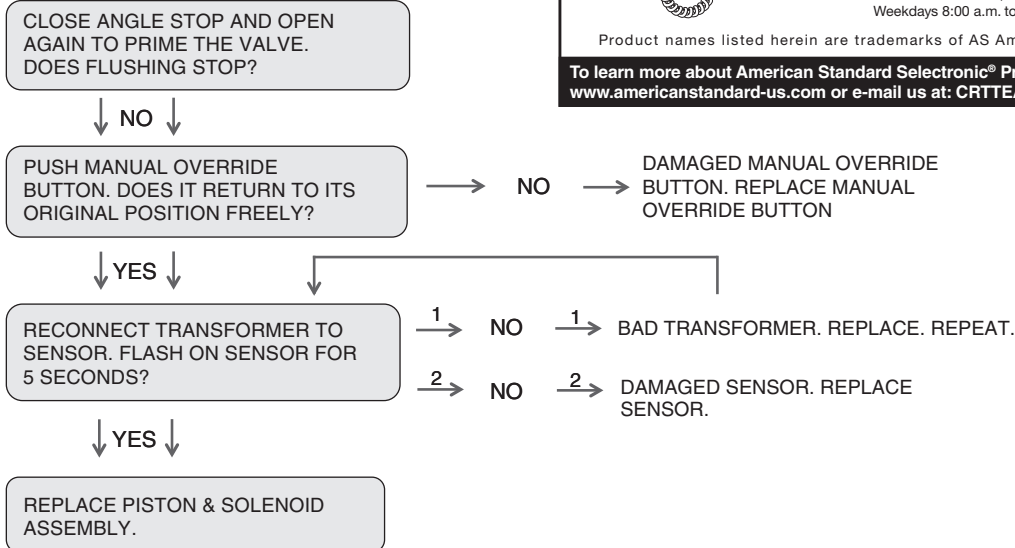 CLOSE ANGLE STOP AND OPEN
AGAIN TO PRIME THE VALVE.
DOES FLUSHING STOP?
Weekdays 8:00 a.m. to
Product names listed herein are trademarks of AS
To learn more about American Standard Selectronic®
www.americanstandard-us.com or e-mail us at:
NO
PUSH MANUAL OVERRIDE
BUTTON. DOES IT RETURN TO ITS
ORIGINAL POSITION FREELY?
NO
DAMAGED MANUAL OVERRIDE
BUTTON. REPLACE MANUAL
OVERRIDE BUTTON
YES
RECONNECT TRANSFORMER TO
SENSOR. FLASH ON SENSOR FOR
5 SECONDS?
1 NO 1 BAD TRANSFORMER. REPLACE. REPEAT.
2 NO 2 DAMAGED SENSOR. REPLACE
SENSOR.
YES
REPLACE PISTON & SOLENOID
ASSEMBLY.